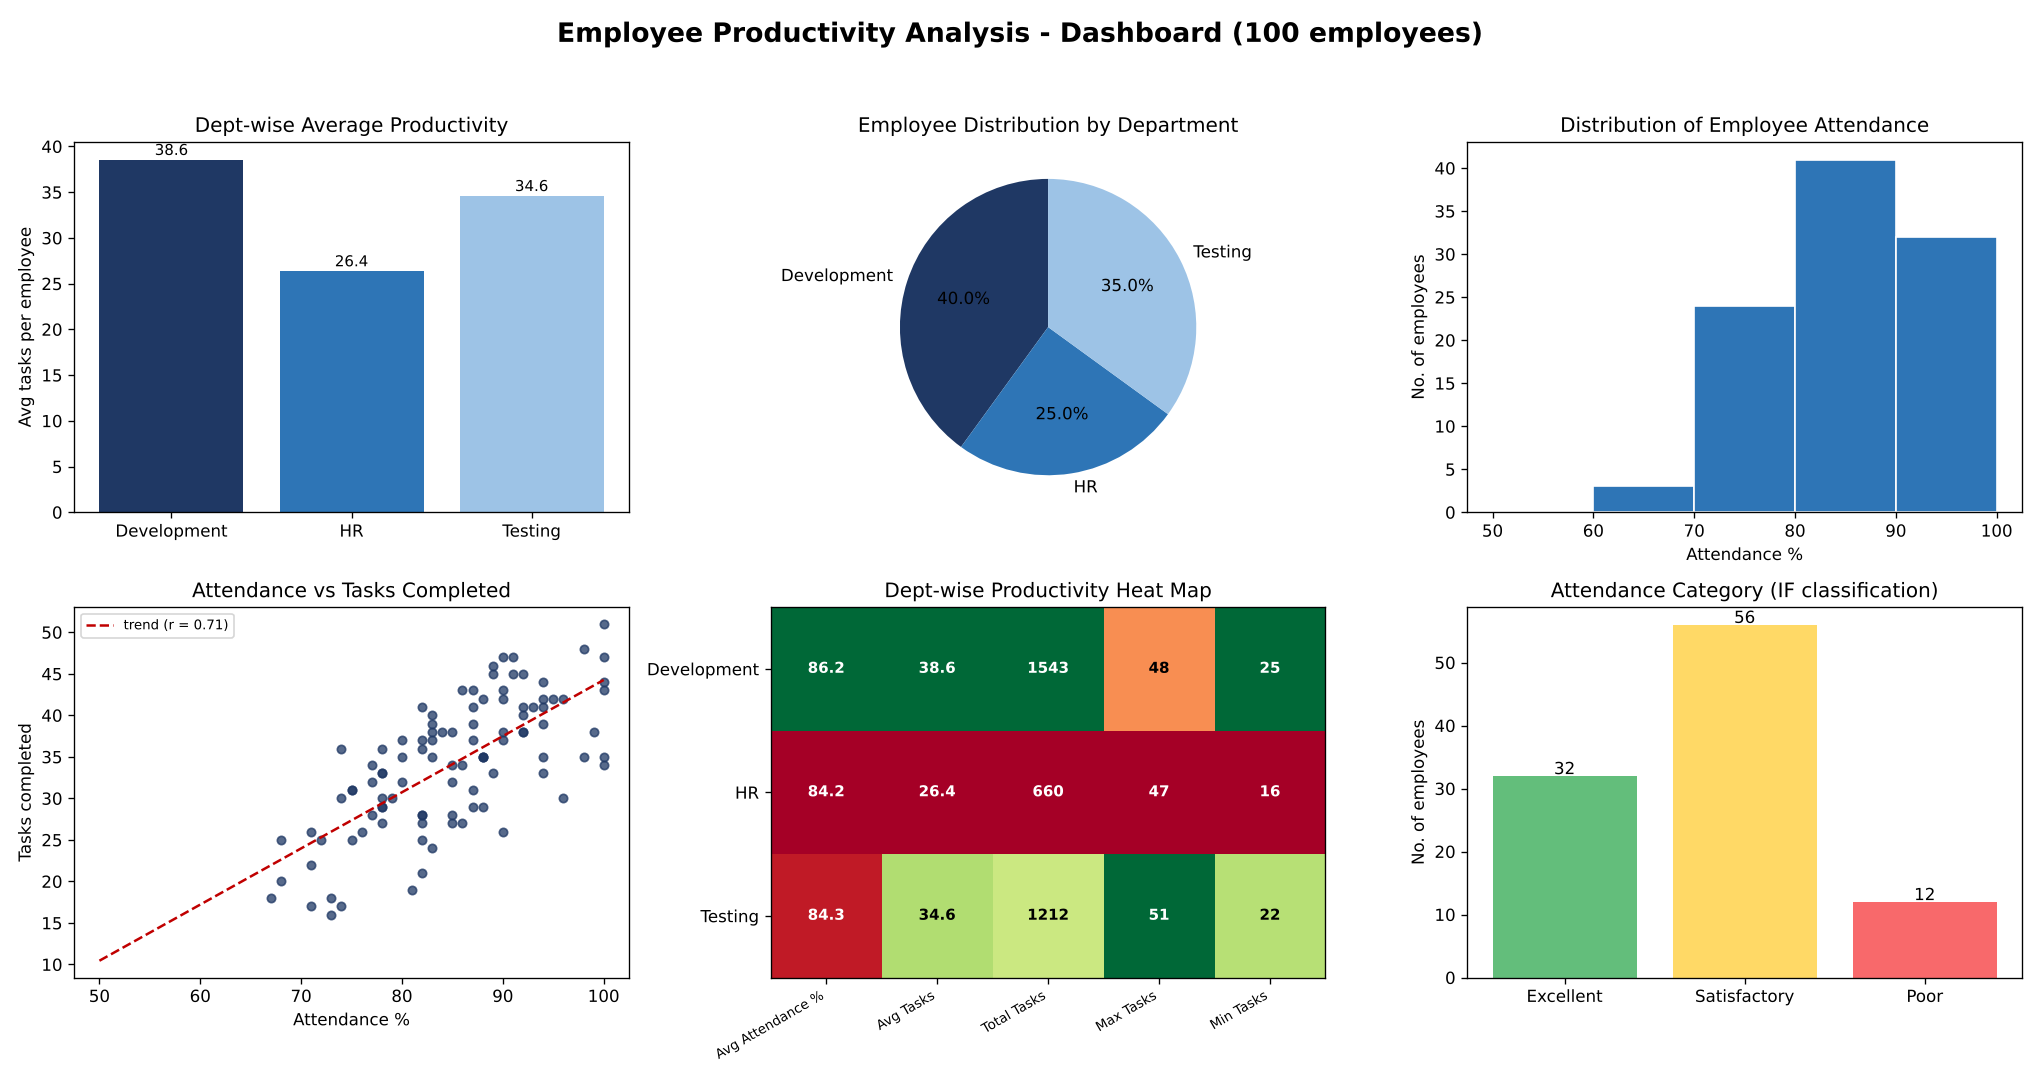 Employee Productivity Analysis - Dashboard (100 employees)
Dept-wise Average Productivity
Avg tasks per employee
40
35
30
25
20
15
10
5
0
38.6
26.4
34.6
Development
HR
Testing
Employee Distribution by Department
Development
40.0%
HR
25.0%
Testing
35.0%
Distribution of Employee Attendance
No. of employees
40
35
30
25
20
15
10
5
0
50
60
70
80
90
100
Attendance %
Attendance vs Tasks Completed
trend (r = 0.71)
Tasks completed
50
45
40
35
30
25
20
15
10
50
60
70
80
90
100
Attendance %
Dept-wise Productivity Heat Map
Development
86.2
38.6
1543
48
25
HR
84.2
26.4
660
47
16
Testing
84.3
34.6
1212
51
22
Avg Attendance %
Avg Tasks
Total Tasks
Max Tasks
Min Tasks
Attendance Category (IF classification)
No. of employees
50
40
30
20
10
0
32
56
12
Excellent
Satisfactory
Poor